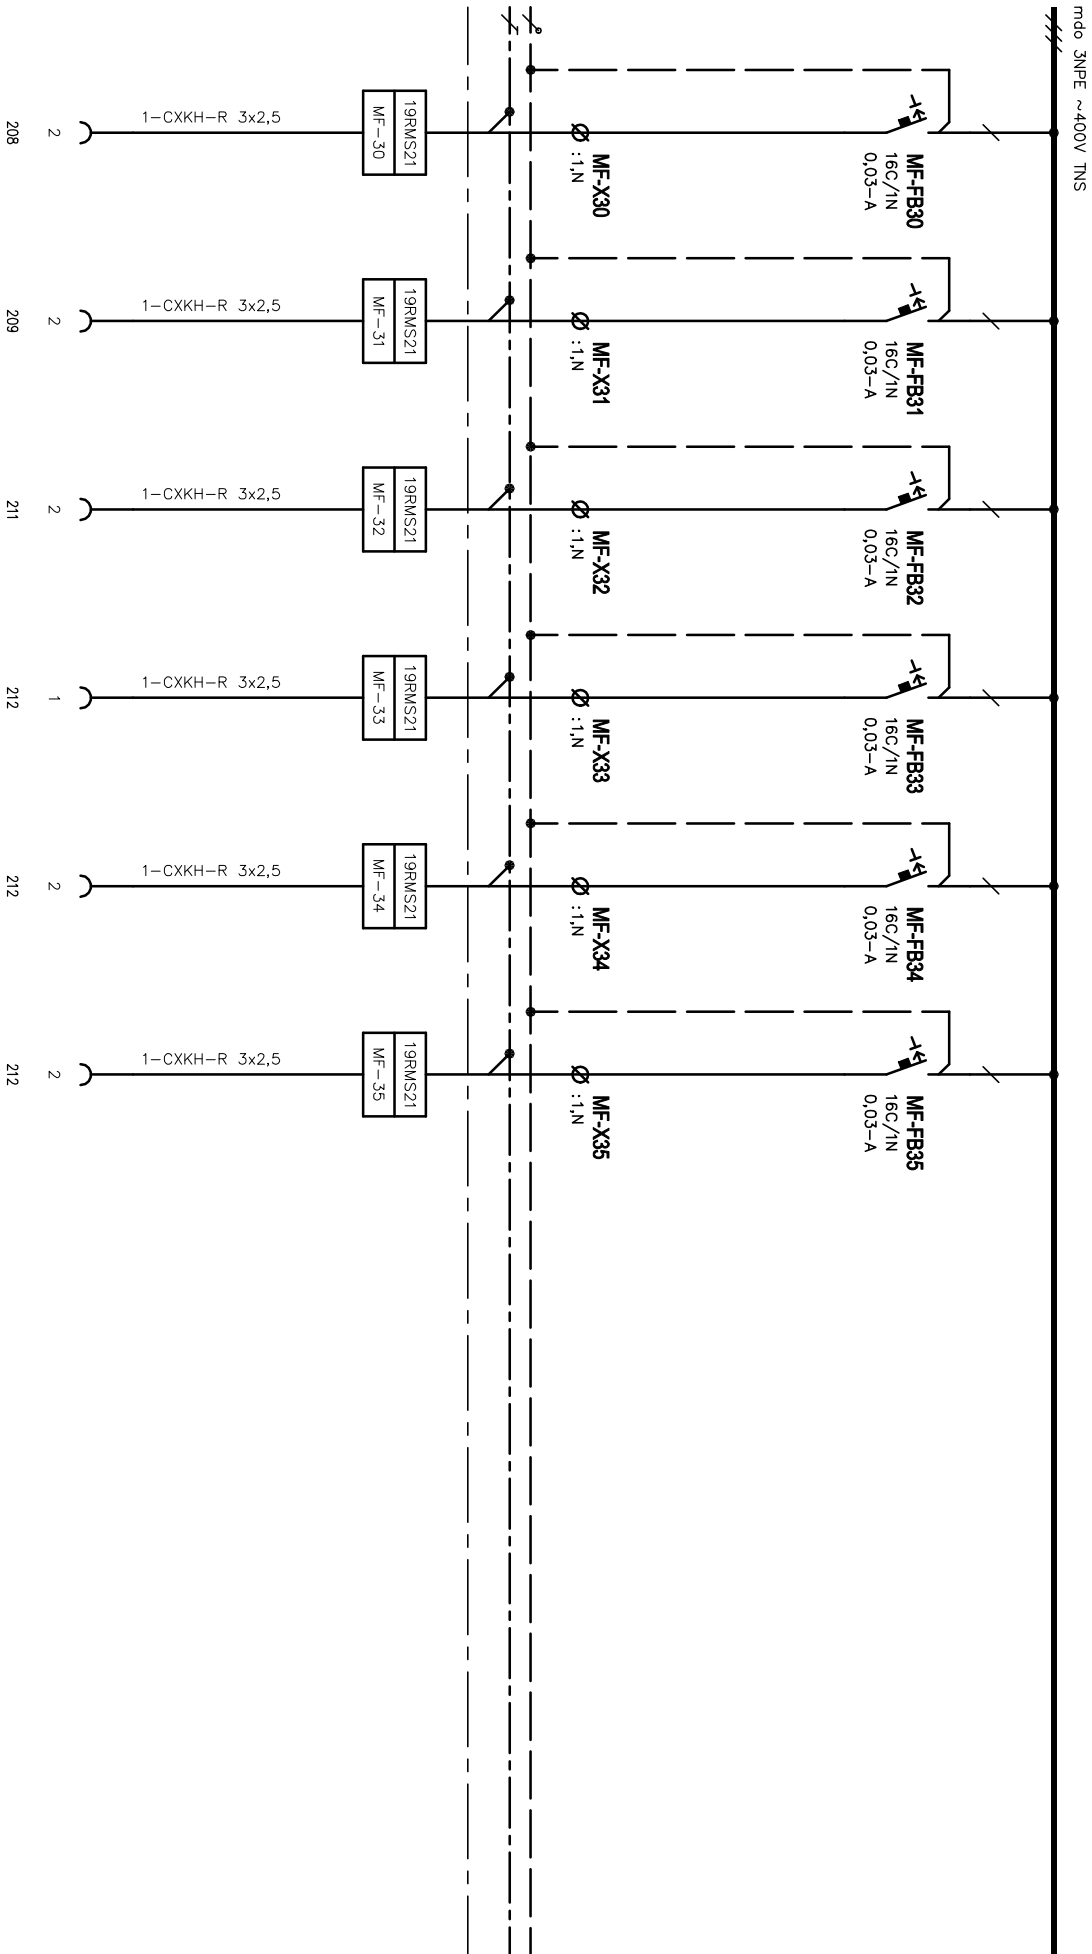 mdo 3NPE ~400V TNS
MF-FB30
16C/1N
0,03-A
MF-X30
:1,N
19RMS21
MF-30
1-CXKH-R 3x2,5
2
208
MF-FB31
16C/1N
0,03-A
MF-X31
:1,N
19RMS21
MF-31
1-CXKH-R 3x2,5
2
209
MF-FB32
16C/1N
0,03-A
MF-X32
:1,N
19RMS21
MF-32
1-CXKH-R 3x2,5
2
211
MF-FB33
16C/1N
0,03-A
MF-X33
:1,N
19RMS21
MF-33
1-CXKH-R 3x2,5
1
212
MF-FB34
16C/1N
0,03-A
MF-X34
:1,N
19RMS21
MF-34
1-CXKH-R 3x2,5
2
212
MF-FB35
16C/1N
0,03-A
MF-X35
:1,N
19RMS21
MF-35
1-CXKH-R 3x2,5
2
212